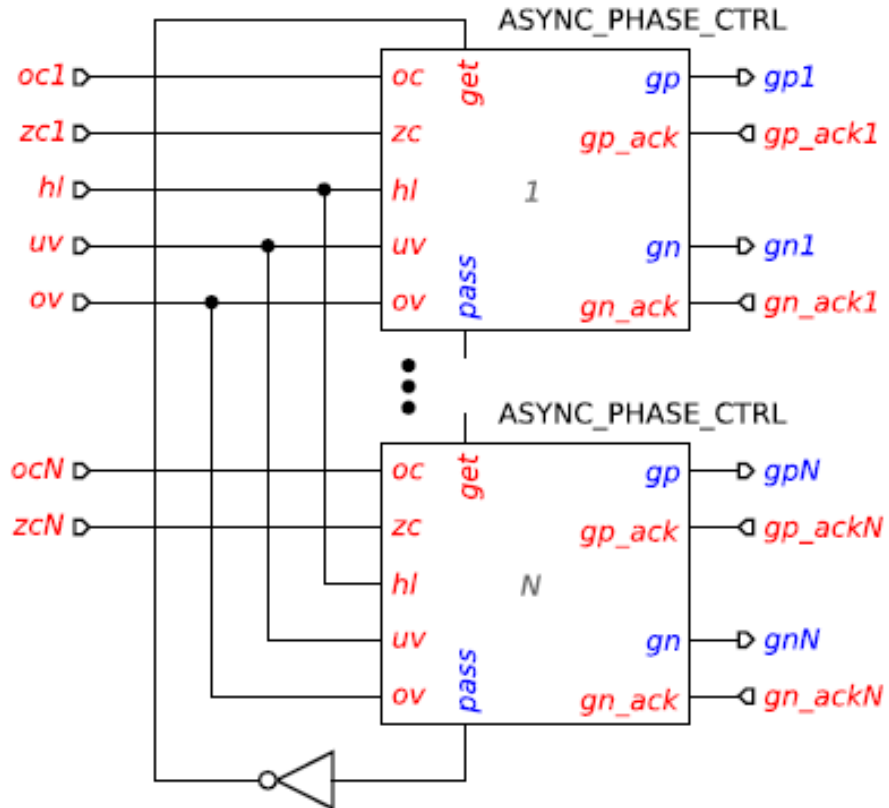 ASYNC_PHASE_CTRL
oc1 oc get gp gp1
zc1 zc gp_ack gp_ack1
hl hl 1
uv uv gn gn1
ov ov pass gn_ack gn_ack1
ASYNC_PHASE_CTRL
ocN oc get gp gpN
zcN zc gp_ack gp_ackN
hl N
uv gn gnN
ov pass gn_ack gn_ackN